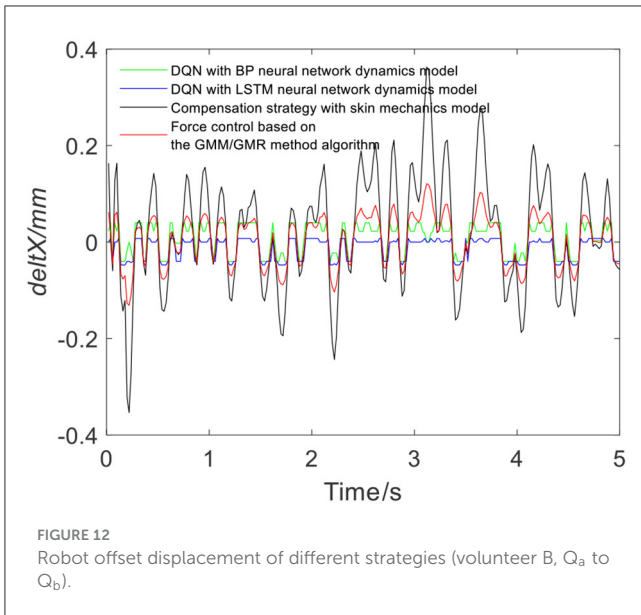 0.4
DQN with BP neural network dynamics model
DQN with LSTM neural network dynamics model
Compensation strategy with skin mechanics model
Force control based on
the GMM/GMR method algorithm
0.2
0
-0.2
-0.4
deltX/mm
0 1 2 3 4 5
Time/s
FIGURE 12
Robot offset displacement of different strategies (volunteer B, Qa to
Qb).